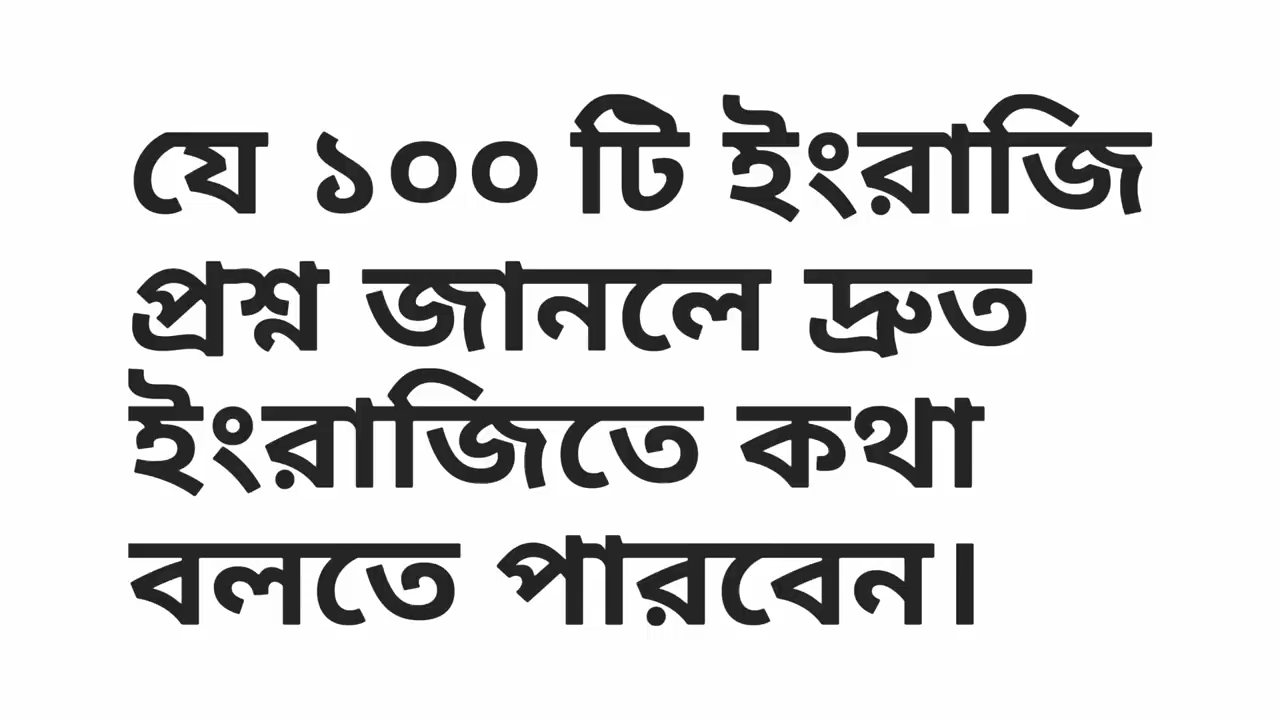 যে ১০০ টি ইংরাজি
প্রশ্ন জানলে দ্রুত
ইংরাজিতে কথা
বলতে পারবেন।